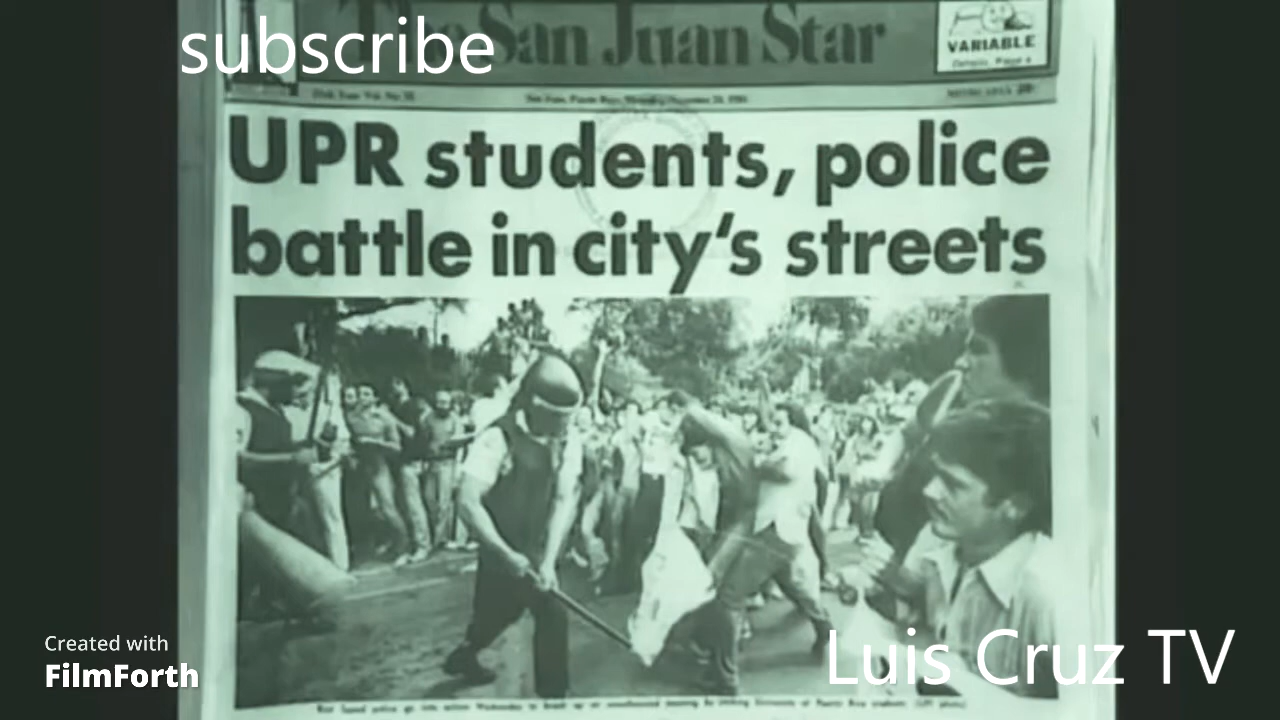 subscribe
The San Juan Star
VARIABLE
UPR students, police
battle in city's streets
Created with
FilmForth
Luis Cruz TV